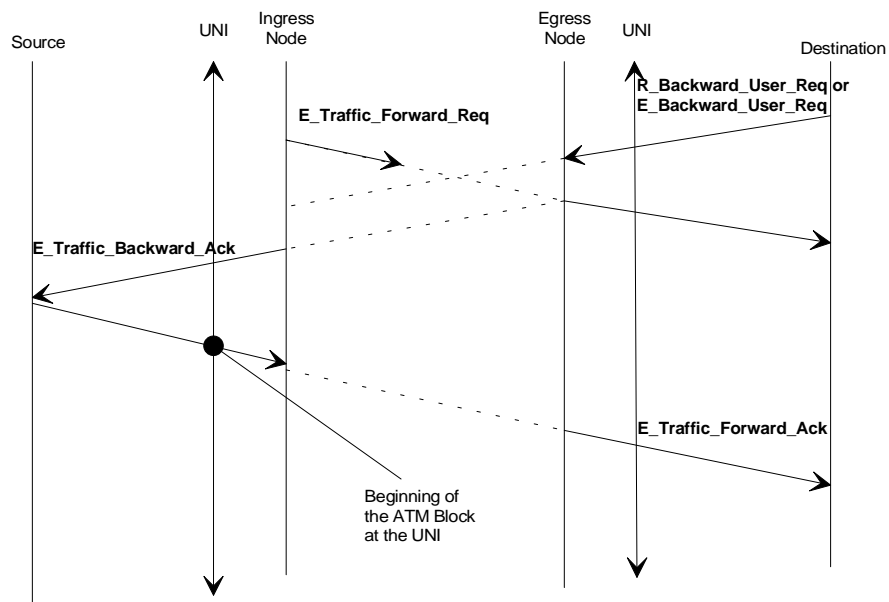 Source
UNI
Ingress
Node
Egress
Node
UNI
Destination
R_Backward_User_Req or
E_Backward_User_Req
E_Traffic_Forward_Req
E_Traffic_Backward_Ack
E_Traffic_Forward_Ack
Beginning of
the ATM Block
at the UNI